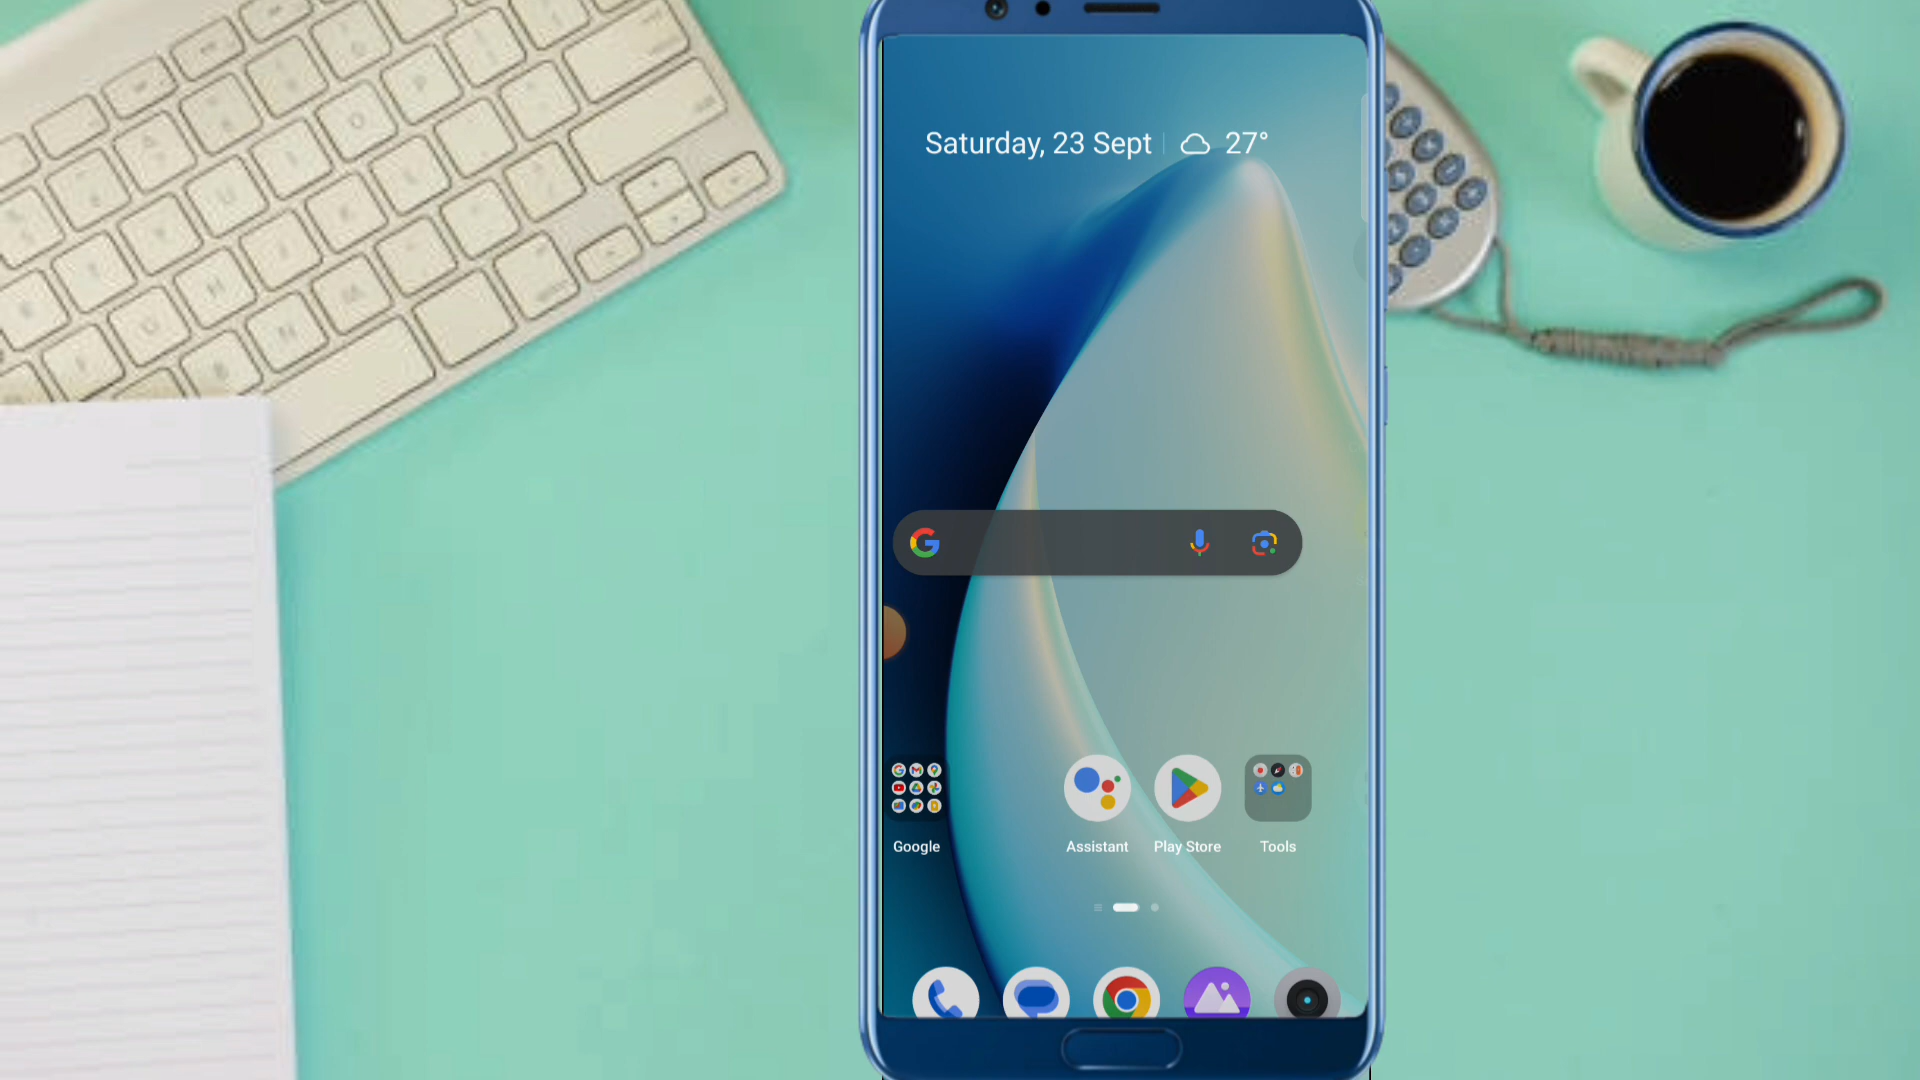 Saturday, 23 Sept
27°
Google
Assistant
Play Store
Tools